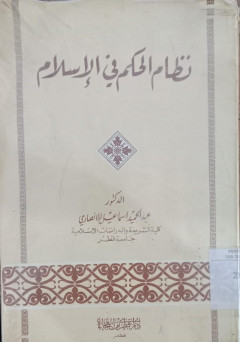 نظام الحكم في الإسلام
الدكتور
عبد الحميد إسماعيل الأنصاري
كلية الشريعة والدراسات الإسلامية
جامعة قطر